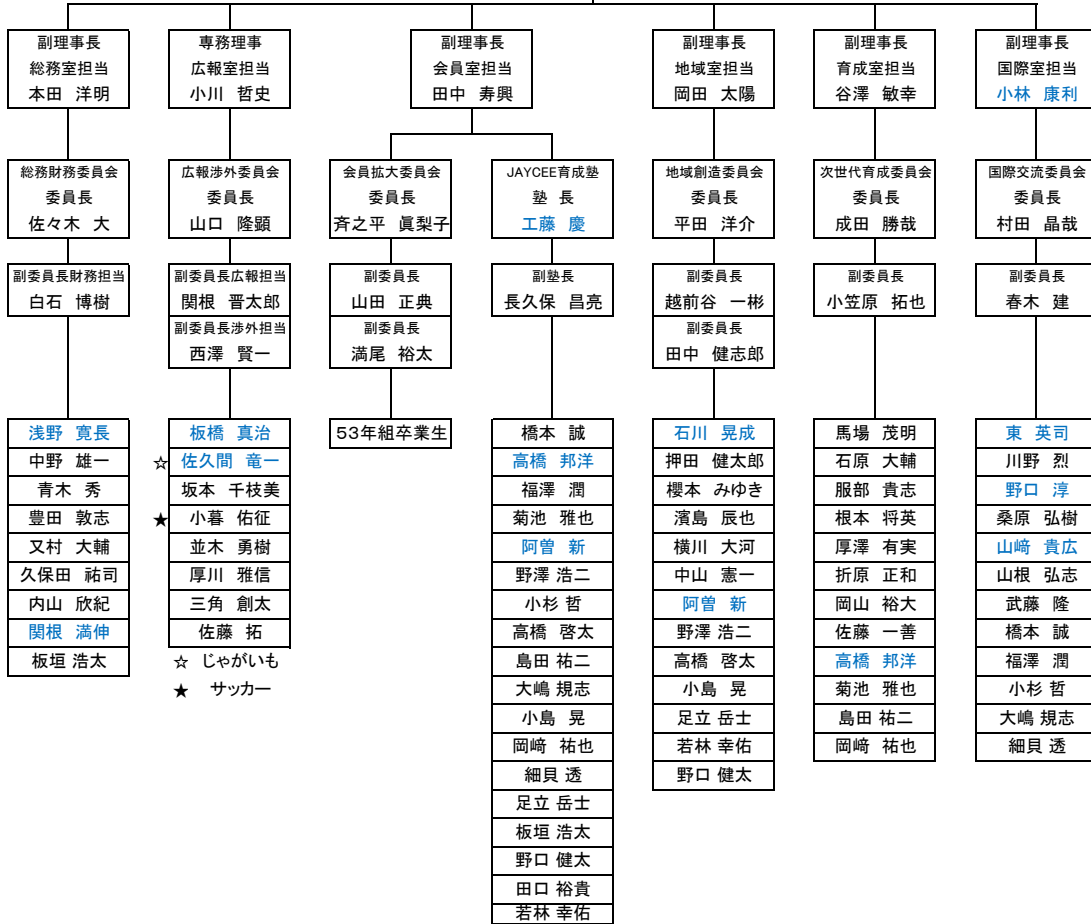 副理事長
総務室担当
本田 洋明
専務理事
広報室担当
小川 哲史
副理事長
会員室担当
田中 寿興
副理事長
地域室担当
岡田 太陽
副理事長
育成室担当
谷澤 敏幸
副理事長
国際室担当
小林 康利
総務財務委員会
委員長
佐々木 大
広報渉外委員会
委員長
山口 隆顕
会員拡大委員会
委員長
斉之平 眞梨子
JAYCEE育成塾
塾 長
工藤 慶
地域創造委員会
委員長
平田 洋介
次世代育成委員会
委員長
成田 勝哉
国際交流委員会
委員長
村田 晶哉
副委員長財務担当
白石 博樹
副委員長広報担当
関根 晋太郎
副委員長渉外担当
西澤 賢一
副委員長
山田 正典
副委員長
満尾 裕太
副塾長
長久保 昌亮
副委員長
越前谷 一彬
副委員長
田中 健志郎
副委員長
小笠原 拓也
副委員長
春木 建
浅野 寛長
中野 雄一
青木 秀
豊田 敦志
又村 大輔
久保田 祐司
内山 欣紀
関根 満伸
板垣 浩太
板橋 真治
☆ 佐久間 竜一
坂本 千枝美
★ 小暮 佑征
並木 勇樹
厚川 雅信
三角 創太
佐藤 拓
☆ じゃがいも
★ サッカー
53年組卒業生
橋本 誠
高橋 邦洋
福澤 潤
菊池 雅也
阿曽 新
野澤 浩二
小杉 哲
高橋 啓太
島田 祐二
大嶋 規志
小島 晃
岡﨑 祐也
細貝 透
足立 岳士
板垣 浩太
野口 健太
田口 裕貴
若林 幸佑
石川 晃成
押田 健太郎
櫻本 みゆき
濱島 辰也
横川 大河
中山 憲一
阿曽 新
野澤 浩二
高橋 啓太
小島 晃
足立 岳士
若林 幸佑
野口 健太
馬場 茂明
石原 大輔
服部 貴志
根本 将英
厚澤 有実
折原 正和
岡山 裕大
佐藤 一善
高橋 邦洋
菊池 雅也
島田 祐二
岡﨑 祐也
東 英司
川野 烈
野口 淳
桑原 弘樹
山﨑 貴広
山根 弘志
武藤 隆
橋本 誠
福澤 潤
小杉 哲
大嶋 規志
細貝 透